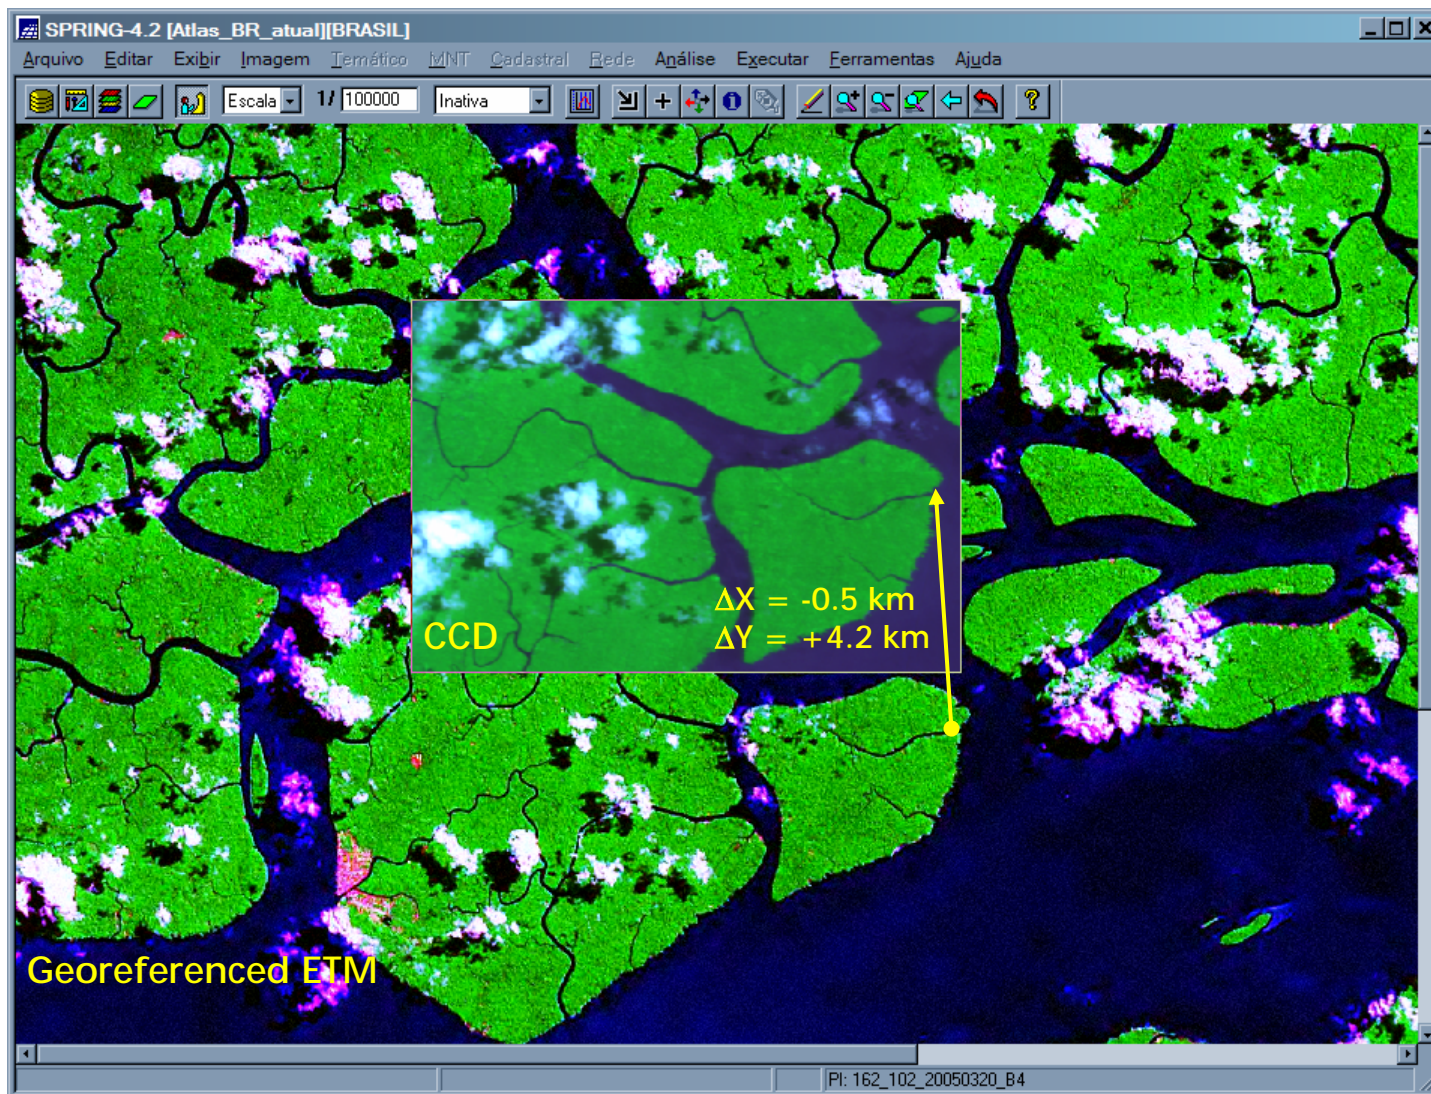 SPRING-4.2 [Atlas_BR_atual][BRASIL]
Arquivo Editar Exibir Imagem Temático MNT Cadastral Rede Análise Executar Ferramentas Ajuda
Escala 1/ 100000 Inativa ?
ΔX = -0.5 km
CCD ΔY = +4.2 km
Georeferenced ETM
PI: 162_102_20050320_B4